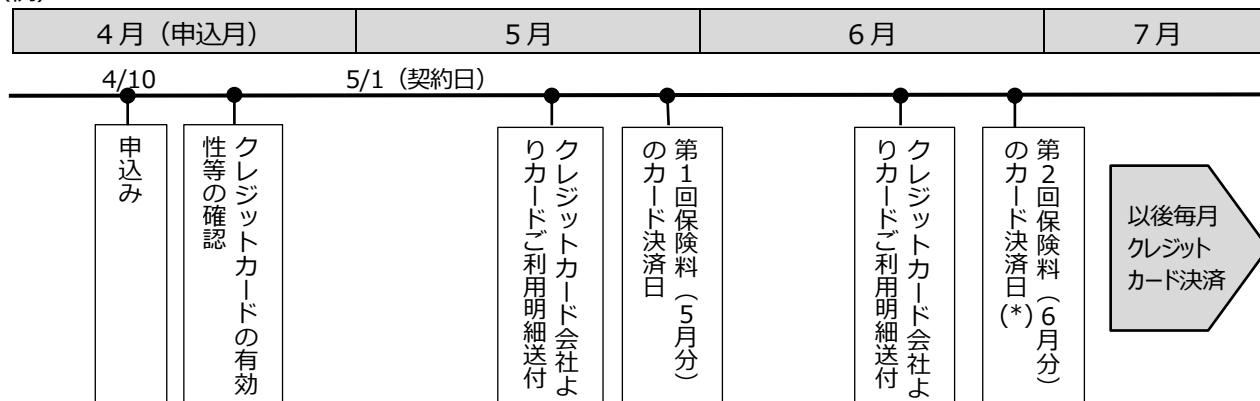 4月（申込月）
5月
6月
7月
4/10
5/1（契約日）
申込み
クレジットカードの有効
性等の確認
クレジットカード会社よ
りカードご利用明細送付
第1回保険料（5月分）
のカード決済日
クレジットカード会社よ
りカードご利用明細送付
第2回保険料（6月分）
のカード決済日(*)
以後毎月
クレジット
カード決済